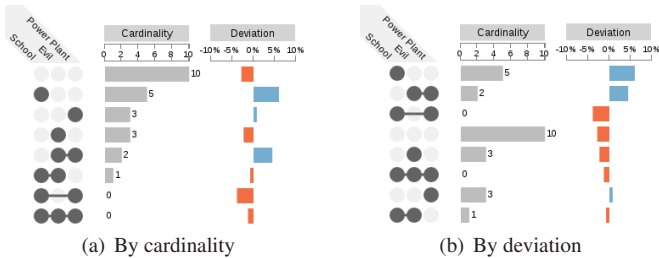 Power Plant
Evil
School
Cardinality
Deviation
0 2 4 6 8 10
-10% -5% 0% 5% 10%
10
5
3
3
2
1
0
0
(a) By cardinality
Power Plant
Evil
School
Cardinality
Deviation
0 2 4 6 8 10
-10% -5% 0% 5% 10%
5
2
0
10
3
0
3
1
(b) By deviation